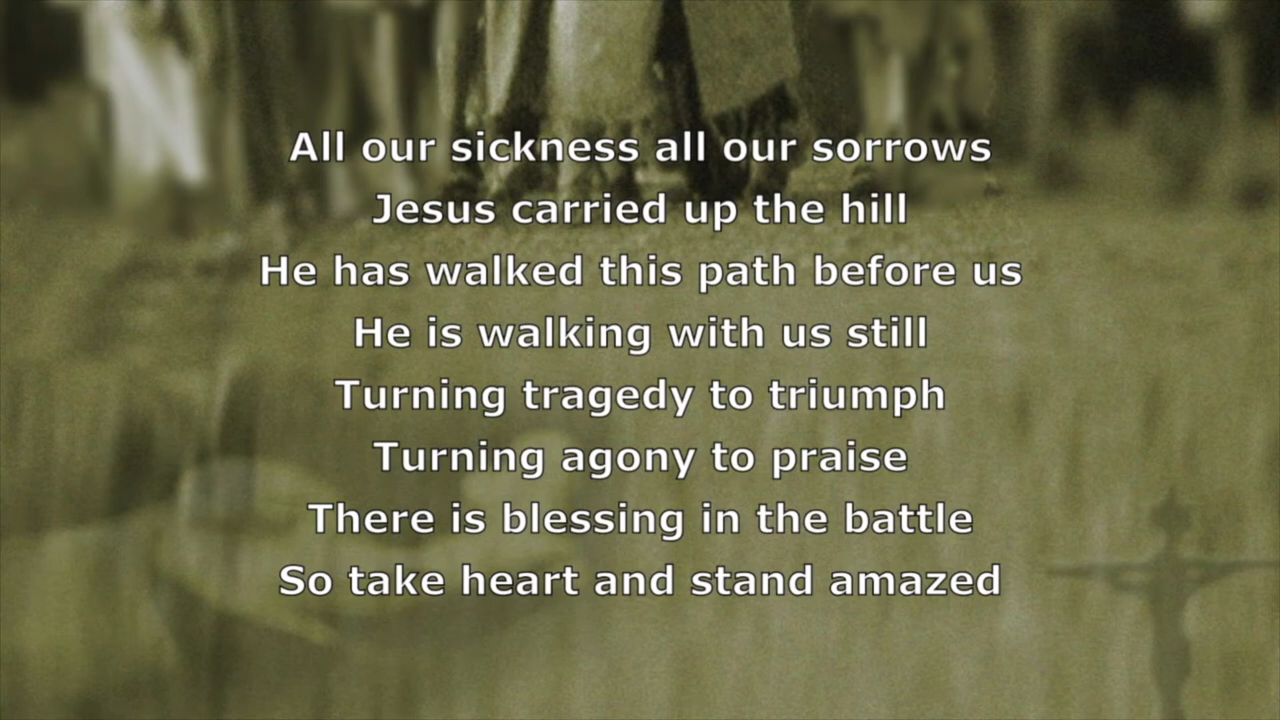 All our sickness all our sorrows
Jesus carried up the hill
He has walked this path before us
He is walking with us still
Turning tragedy to triumph
Turning agony to praise
There is blessing in the battle
So take heart and stand amazed